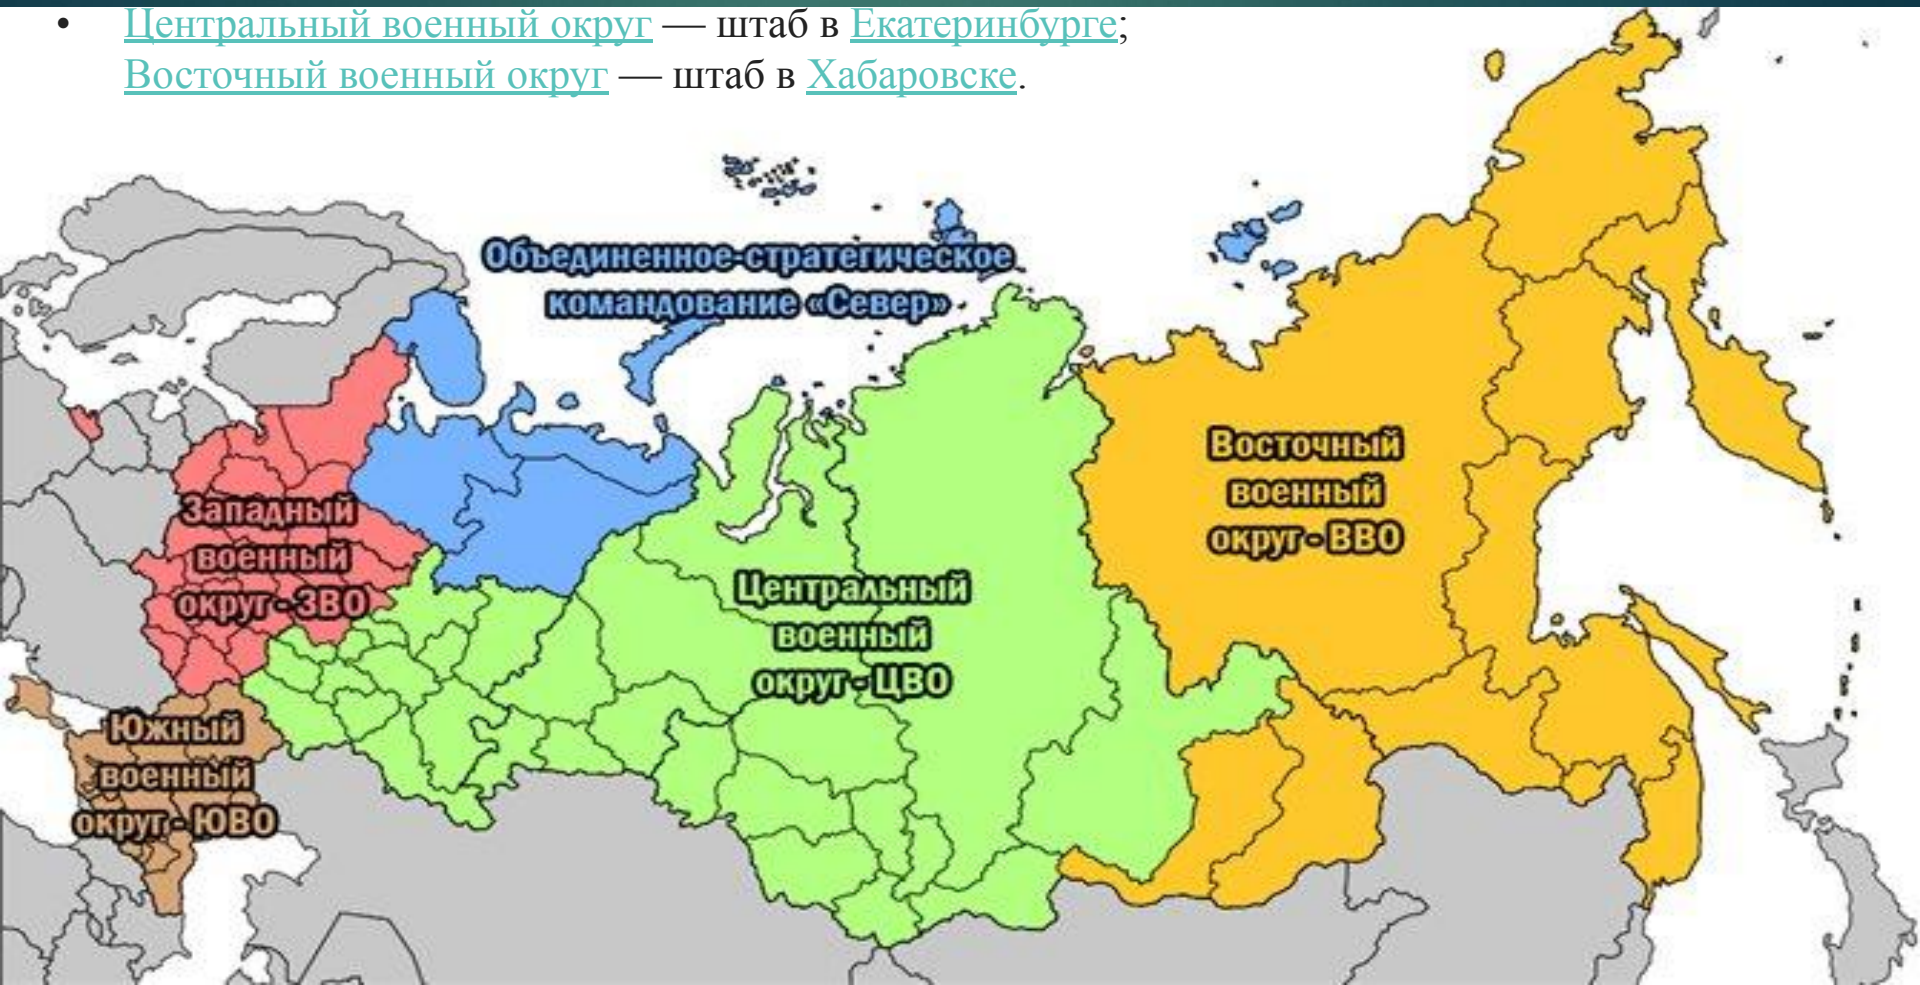 • Центральный военный округ — штаб в Екатеринбурге;
Восточный военный округ — штаб в Хабаровске.
Объединенное-стратегическое
командование «Север»
Западный
военный
округ - ЗВО
Южный
военный
округ - ЮВО
Центральный
военный
округ - ЦВО
Восточный
военный
округ - ВВО